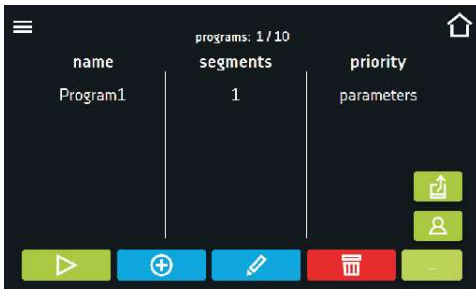 programs: 1/10
name segments priority
Program1 1 parameters